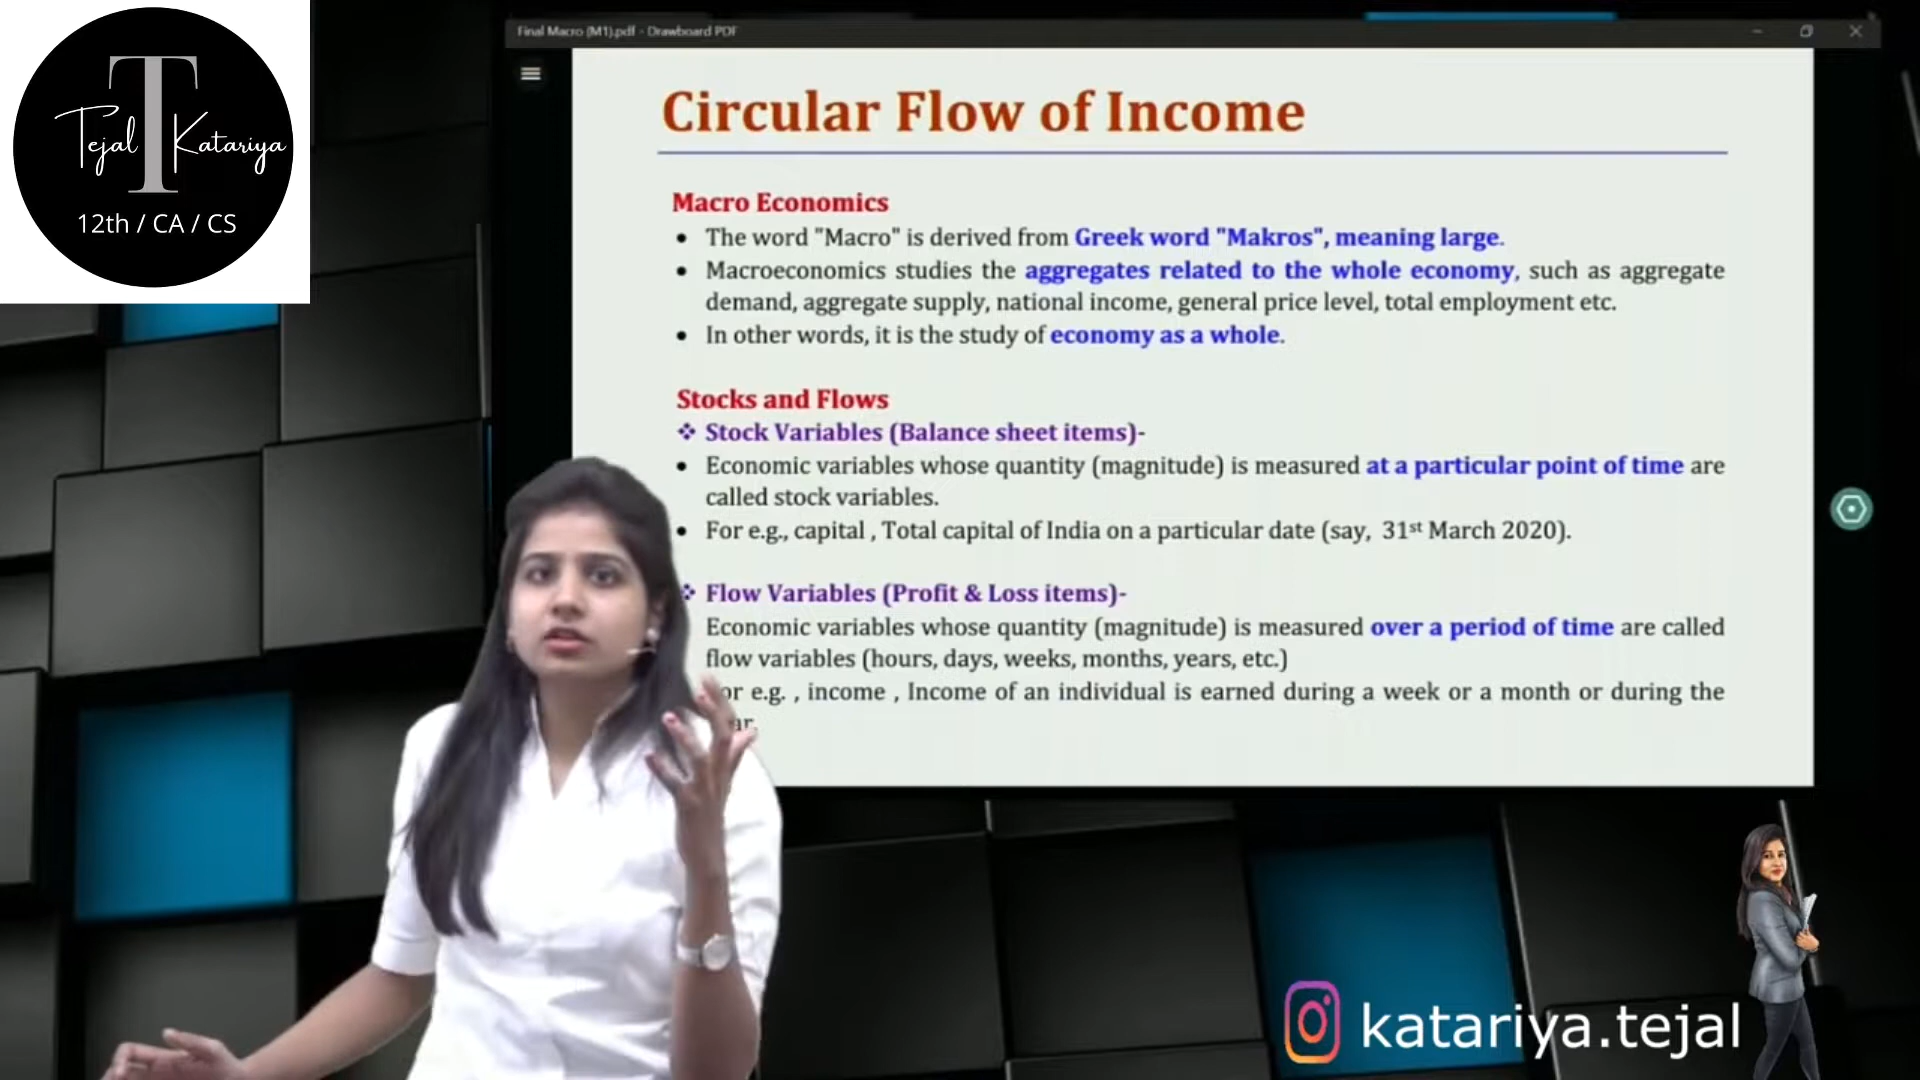 Tejal T Katariya
12th / CA / CS
Final Macro (M1).pdf - Drawboard PDF
Circular Flow of Income
Macro Economics
• The word "Macro" is derived from Greek word "Makros", meaning large.
• Macroeconomics studies the aggregates related to the whole economy, such as aggregate
demand, aggregate supply, national income, general price level, total employment etc.
• In other words, it is the study of economy as a whole.
Stocks and Flows
❖ Stock Variables (Balance sheet items)-
• Economic variables whose quantity (magnitude) is measured at a particular point of time are
called stock variables.
• For e.g., capital , Total capital of India on a particular date (say, 31st March 2020).
❖ Flow Variables (Profit & Loss items)-
Economic variables whose quantity (magnitude) is measured over a period of time are called
flow variables (hours, days, weeks, months, years, etc.)
e.g. , income , Income of an individual is earned during a week or a month or during the
katariya.tejal